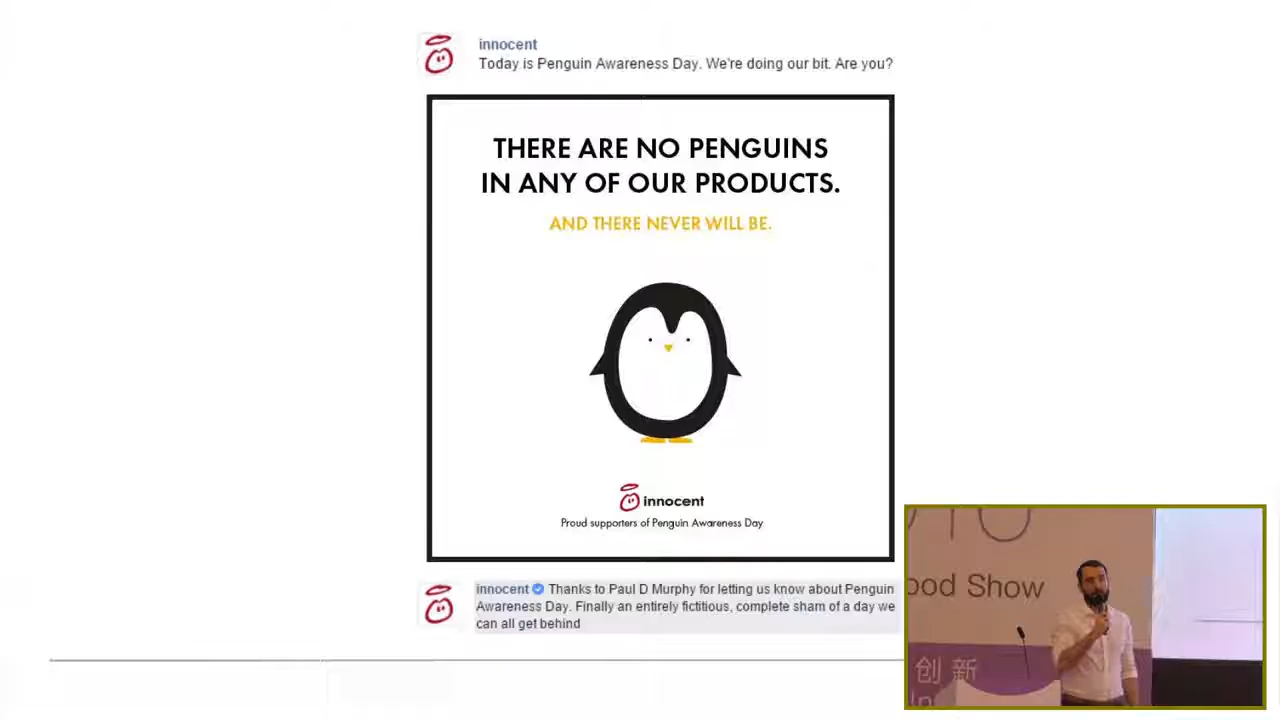 innocent
Today is Penguin Awareness Day. We're doing our bit. Are you?
THERE ARE NO PENGUINS
IN ANY OF OUR PRODUCTS.
AND THERE NEVER WILL BE.
innocent
Proud supporters of Penguin Awareness Day
innocent Thanks to Paul D Murphy for letting us know about Penguin
Awareness Day. Finally an entirely fictitious, complete sham of a day we
can all get behind
ood Show
创新